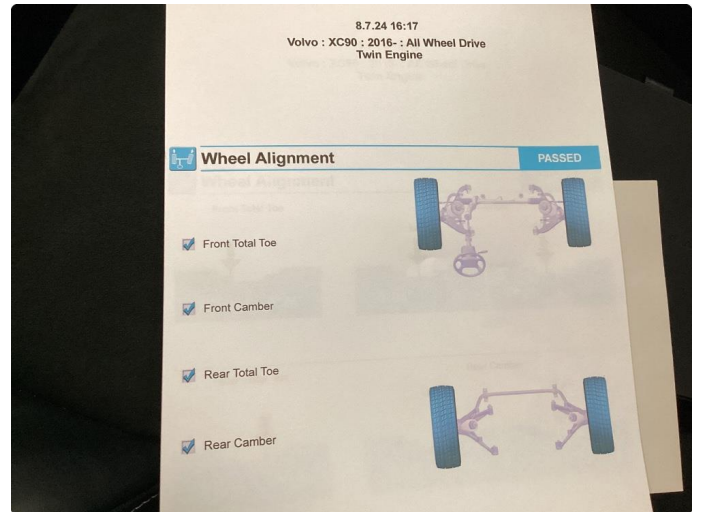 8.7.24 16:17
Volvo : XC90 : 2016- : All Wheel Drive
Twin Engine
Wheel Alignment PASSED
Front Total Toe
Front Camber
Rear Total Toe
Rear Camber